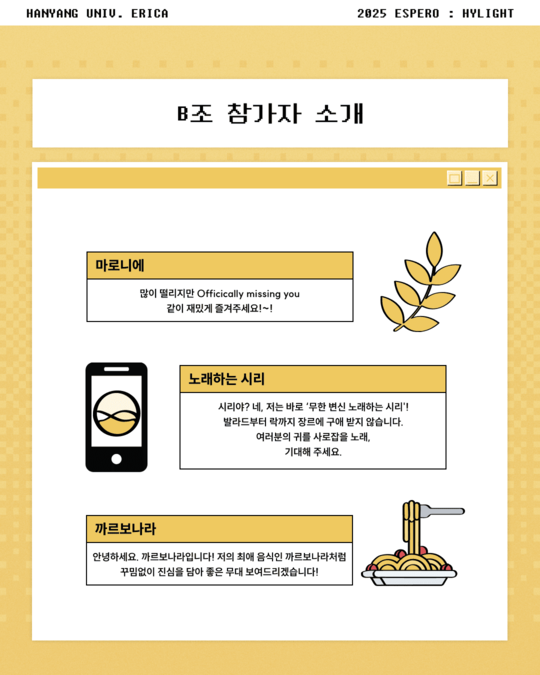 HANYANG UNIV. ERICA
2025 ESPERO : HYLIGHT
B조 참가자 소개
마로니에
많이 떨리지만 Officically missing you
같이 재밌게 즐겨주세요!~!
노래하는 시리
시리야? 네, 저는 바로 '무한 변신 노래하는 시리'!
발라드부터 락까지 장르에 구애 받지 않습니다.
여러분의 귀를 사로잡을 노래,
기대해 주세요.
까르보나라
안녕하세요. 까르보나라입니다! 저의 최애 음식인 까르보나라처럼
꾸밈없이 진심을 담아 좋은 무대 보여드리겠습니다!